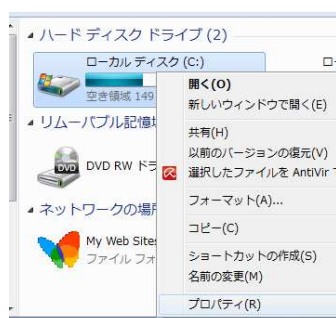 ハード ディスク ドライブ (2)
ローカル ディスク (C:)
空き領域 149
リムーバブル記憶
DVD RW ドラ
ネットワークの場所
My Web Sites
ファイル フォ
開く(O)
新しいウィンドウで開く(E)
共有(H)
以前のバージョンの復元(V)
選択したファイルを AntiVir
フォーマット(A)...
コピー(C)
ショートカットの作成(S)
名前の変更(M)
プロパティ(R)